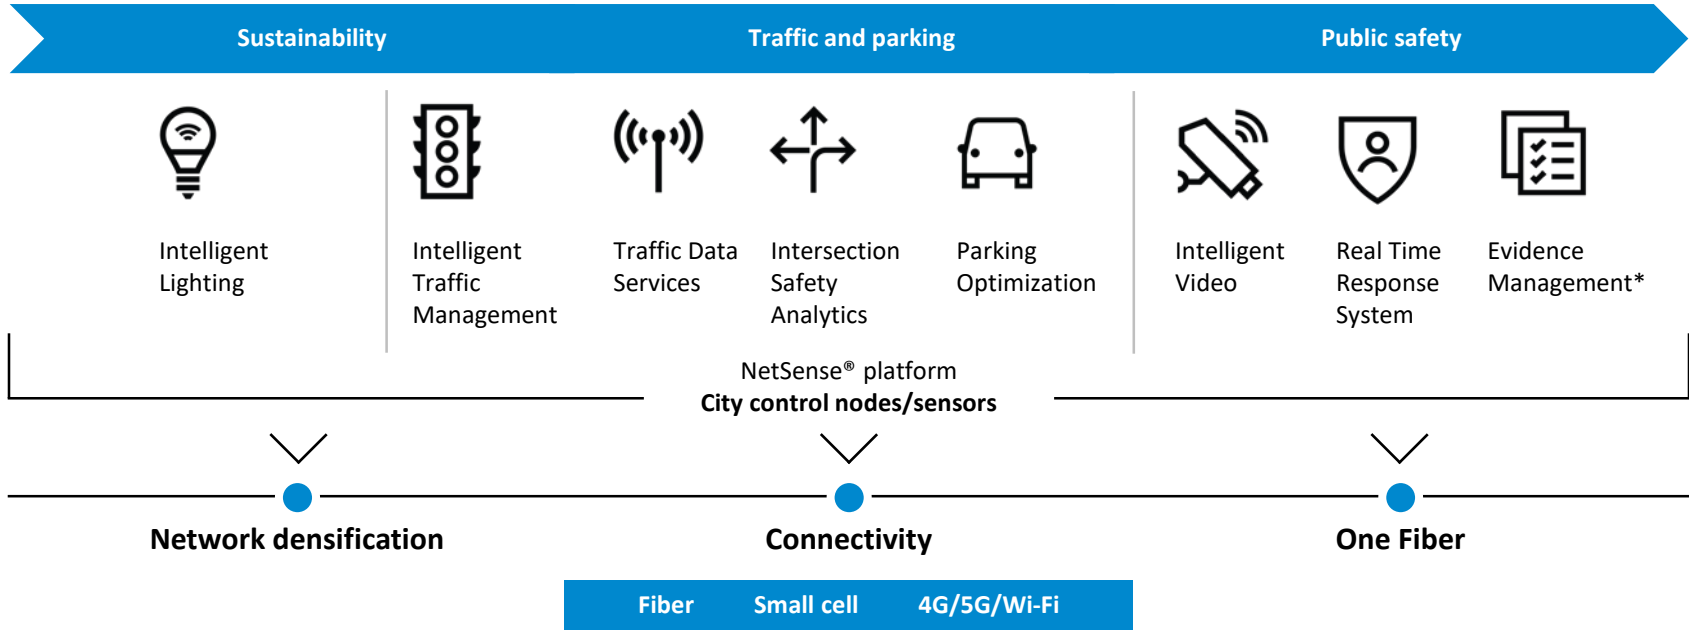 Sustainability
Traffic and parking
Public safety
Intelligent
Lighting
Intelligent
Traffic
Management
Traffic Data
Services
Intersection
Safety
Analytics
Parking
Optimization
Intelligent
Video
Real Time
Response
System
Evidence
Management*
NetSense® platform
City control nodes/sensors
Network densification
Connectivity
One Fiber
Fiber
Small cell
4G/5G/Wi-Fi